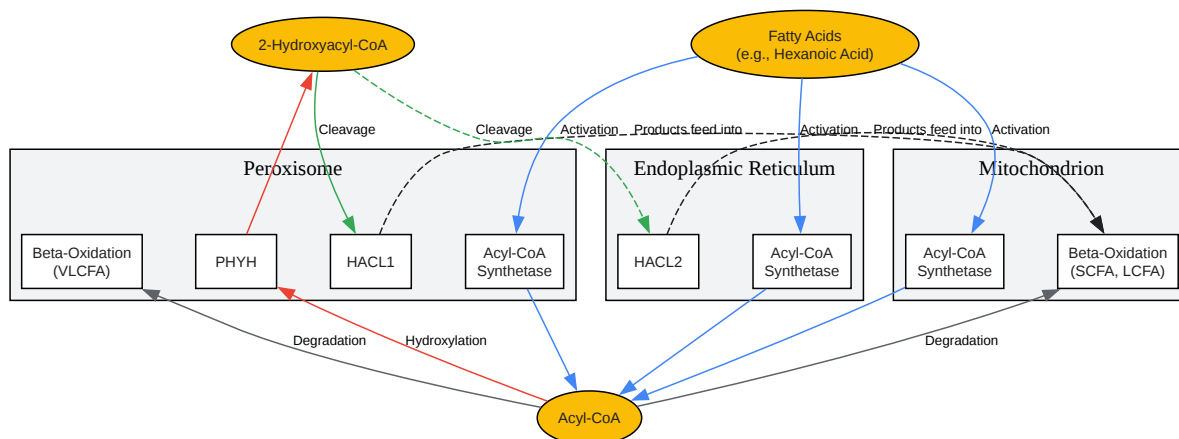 2-Hydroxyacyl-CoA
Fatty Acids
(e.g., Hexanoic Acid)
Cleavage
Cleavage
Activation
Products feed into
Activation
Products feed into
Activation
Peroxisome
Endoplasmic Reticulum
Mitochondrion
Beta-Oxidation
(VLCFA)
PHYH
HACL1
Acyl-CoA
Synthetase
HACL2
Acyl-CoA
Synthetase
Acyl-CoA
Synthetase
Beta-Oxidation
(SCFA, LCFA)
Degradation
Hydroxylation
Degradation
Acyl-CoA